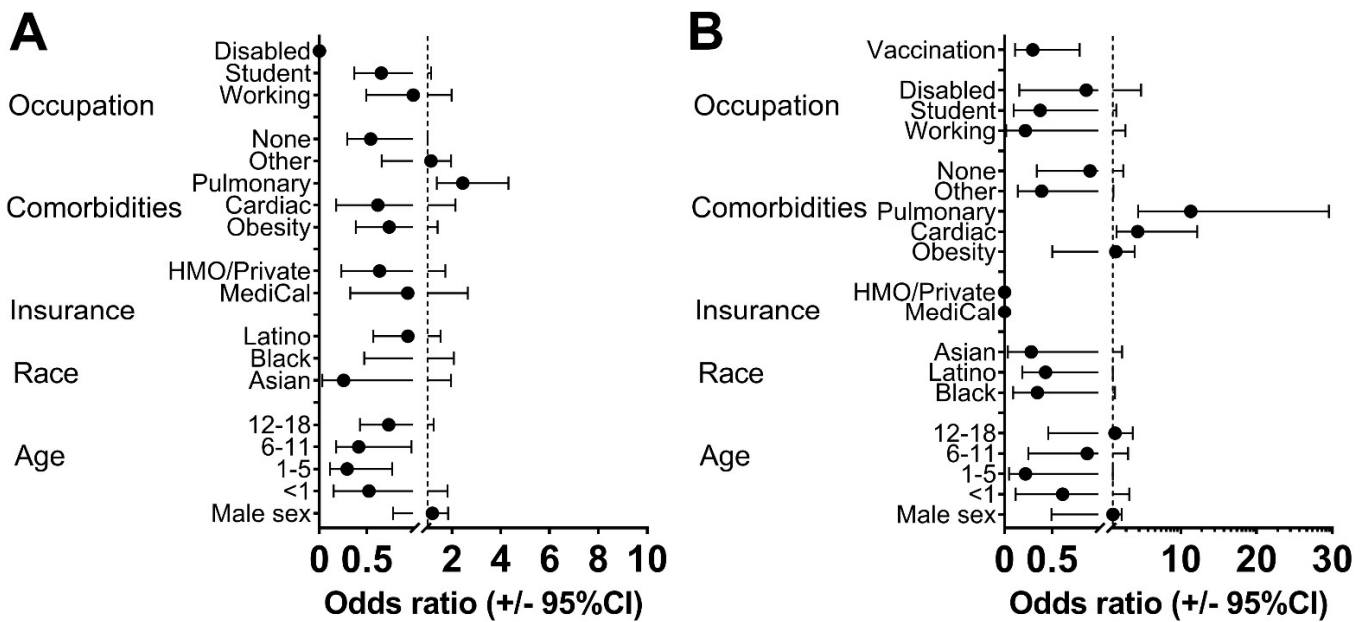 A
Occupation
Comorbidities
Insurance
Race
Age
Disabled
Student
Working
None
Other
Pulmonary
Cardiac
Obesity
HMO/Private
MediCal
Latino
Black
Asian
12-18
6-11
1-5
<1
Male sex
0 0.5 2 4 6 8 10
Odds ratio (+/- 95%CI)
B
Occupation
Comorbidities
Insurance
Race
Age
Vaccination
Disabled
Student
Working
None
Other
Pulmonary
Cardiac
Obesity
HMO/Private
MediCal
Asian
Latino
Black
12-18
6-11
1-5
<1
Male sex
0 0.5 10 30
Odds ratio (+/- 95%CI)